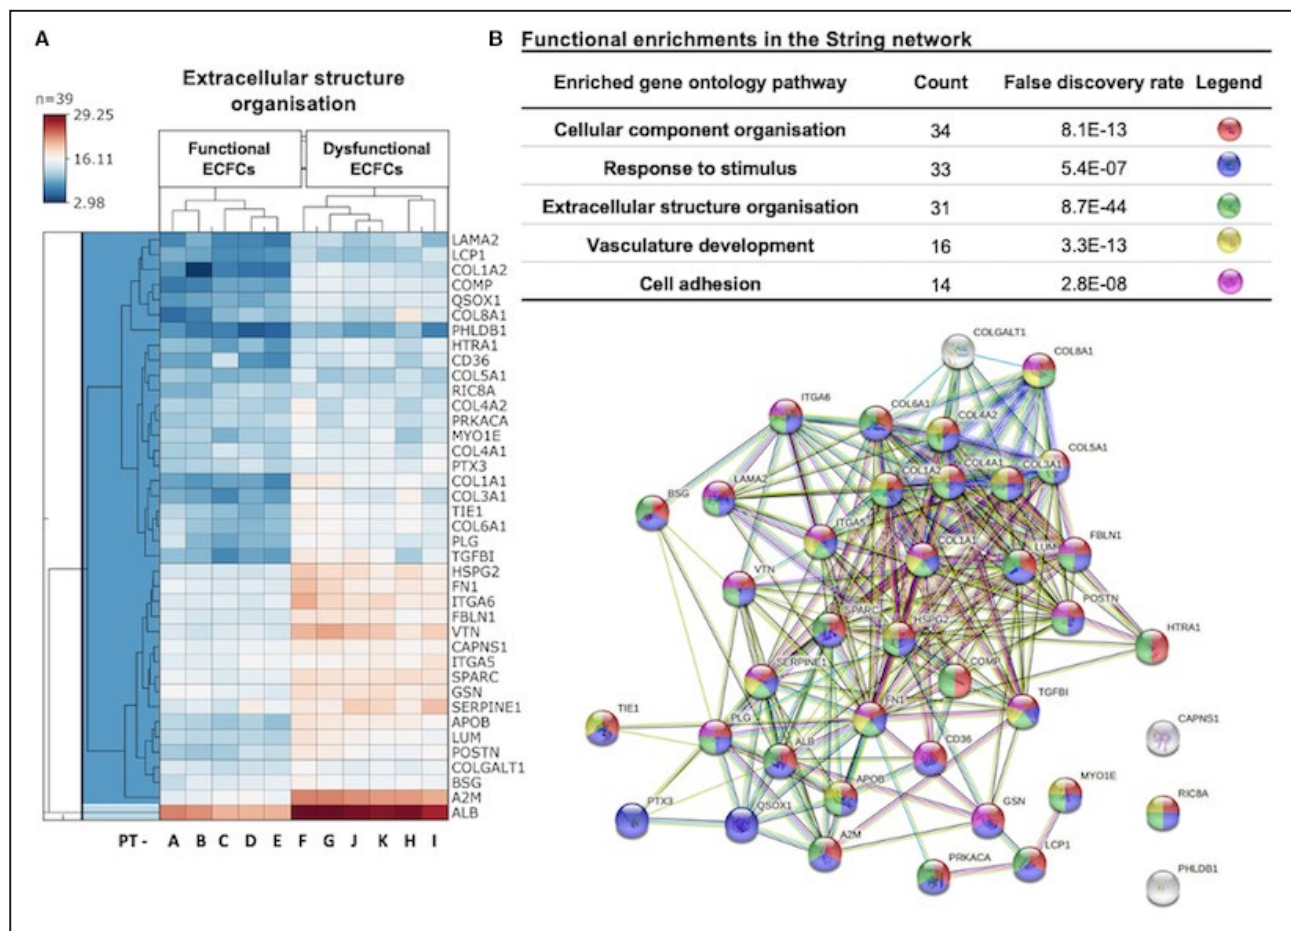 A
Extracellular structure
organisation
n=39
29.25
16.11
2.98
Functional
ECFCs
Dysfunctional
ECFCs
LAMA2
LCP1
COL1A2
COMP
QSOX1
COL8A1
PHLDB1
HTRA1
CD36
COL5A1
RIC8A
COL4A2
PRKACA
MYO1E
COL4A1
PTX3
COL1A1
COL3A1
TIE1
COL6A1
PLG
TGFBI
HSPG2
FN1
ITGA6
FBLN1
VTN
CAPNS1
ITGA5
SPARC
GSN
SERPINE1
APOB
LUM
POSTN
COLGALT1
BSG
A2M
ALB
PT - A B C D E F G J K H I
B Functional enrichments in the String network
Enriched gene ontology pathway Count False discovery rate Legend
Cellular component organisation 34 8.1E-13
Response to stimulus 33 5.4E-07
Extracellular structure organisation 31 8.7E-44
Vasculature development 16 3.3E-13
Cell adhesion 14 2.8E-08
COLGALT1
COL8A1
ITGA6
COL6A1
COL4A2
COL5A1
COL1A2
COL4A1
COL3A1
LAMA2
BSG
ITGA5
COL1A1
LUM
FBLN1
VTN
SPARC
HSPG2
POSTN
HTRA1
SERPINE1
COMP
TGFBI
FN1
TIE1
PLG
ALB
CD36
CAPNS1
APOB
MYO1E
PTX3
QSOX1
GSN
RIC8A
A2M
LCP1
PRKACA
PHLDB1